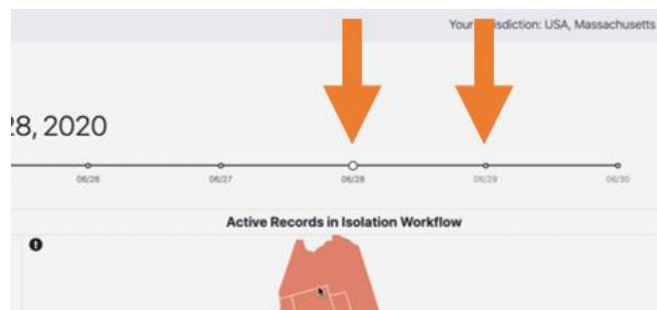 Your Jurisdiction: USA, Massachusetts
28, 2020
06/26 06/27 06/28 06/29 06/30
Active Records in Isolation Workflow